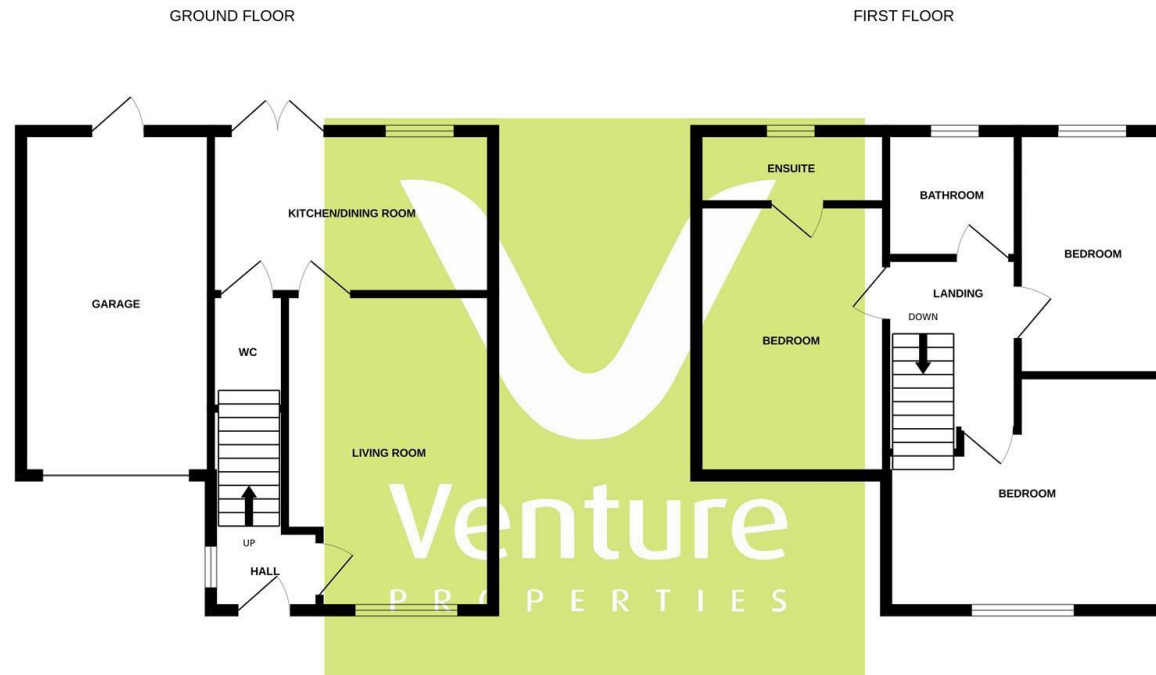 GROUND FLOOR
FIRST FLOOR
KITCHEN/DINING ROOM
GARAGE
WC
LIVING ROOM
UP
HALL
ENSUITE
BATHROOM
BEDROOM
LANDING
DOWN
BEDROOM
BEDROOM
Venture
PROPERTIES